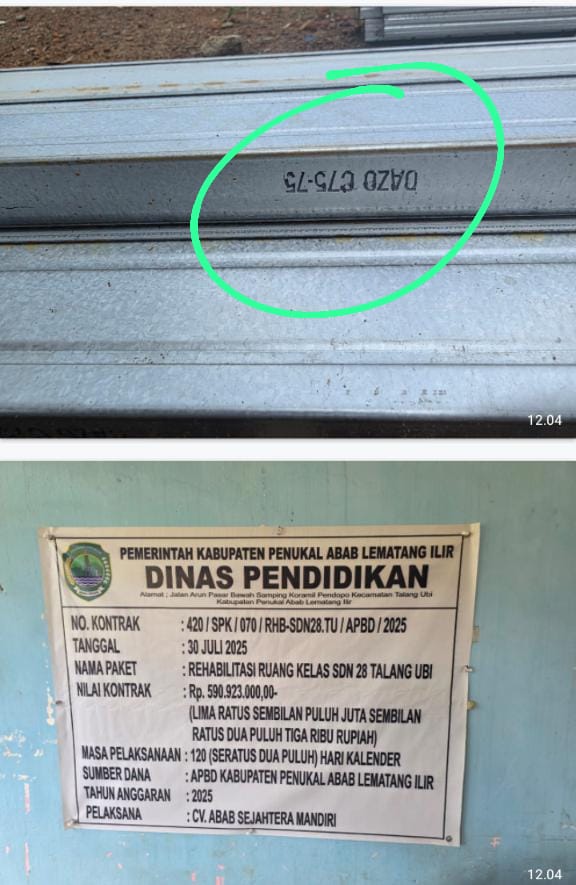 DAZO C75-75
12.04
PEMERINTAH KABUPATEN PENUKAL ABAB LEMATANG ILIR
DINAS PENDIDIKAN
Alamat ; Jalan Arun Pasar Bawah Samping Koramil Pendopo Kecamatan Talang Ubi
Kabupaten Penukal Abab Lematang Ilir
NO. KONTRAK : 420 / SPK / 070 / RHB-SDN28.TU / APBD / 2025
TANGGAL : 30 JULI 2025
NAMA PAKET : REHABILITASI RUANG KELAS SDN 28 TALANG UBI
NILAI KONTRAK : Rp. 590.923.000,00-
(LIMA RATUS SEMBILAN PULUH JUTA SEMBILAN
RATUS DUA PULUH TIGA RIBU RUPIAH)
MASA PELAKSANAAN : 120 (SERATUS DUA PULUH) HARI KALENDER
SUMBER DANA : APBD KABUPATEN PENUKAL ABAB LEMATANG ILIR
TAHUN ANGGARAN : 2025
PELAKSANA : CV. ABAB SEJAHTERA MANDIRI
12.04